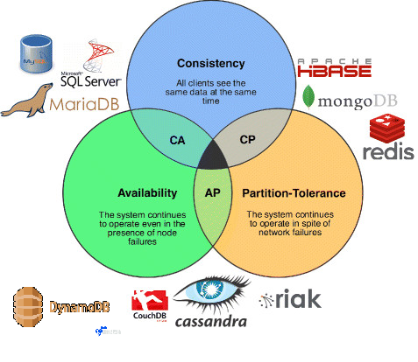 MySQL
Microsoft
SQL Server
MariaDB
Consistency
All clients see the
same data at the same
time
APACHE
HBASE
mongoDB
redis
CA
CP
AP
Availability
The system continues
to operate even in the
presence of node
failures
Partition-Tolerance
The system continues
to operate in spite of
network failures
DynamoDB
CouchDB
cassandra
riak